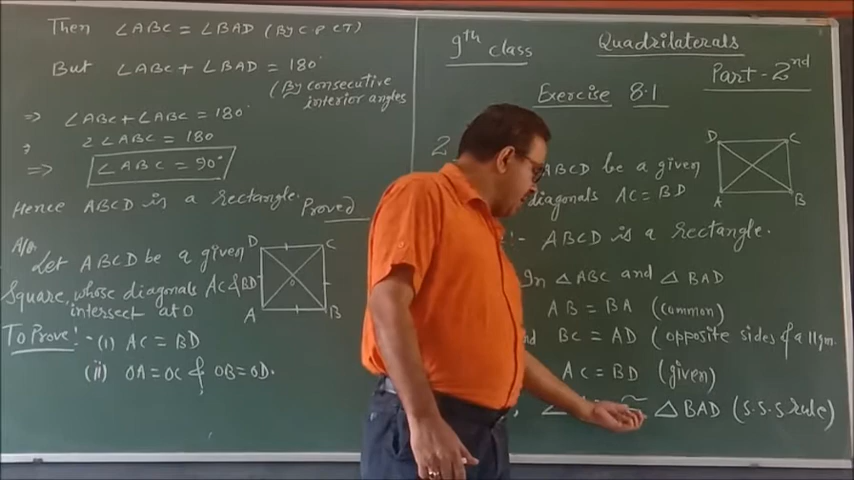 Then ∠ABC = ∠BAD (By C.P.C.T)
But ∠ABC + ∠BAD = 180°
(By consecutive
interior angles)
⇒ ∠ABC + ∠ABC = 180°
2∠ABC = 180
⇒ ∠ABC = 90°
Hence ABCD is a rectangle. Proved
Let ABCD be a given
Square, whose diagonals AC & BD
intersect at O
To Prove:- (i) AC = BD
(ii) OA = OC & OB = OD.
D C
O
A B
9th class Quadrilaterals
Part-2nd
Exercise 8.1
2
ABCD be a given
diagonals AC = BD
:- ABCD is a rectangle.
D C
A B
In △ABC and △BAD
AB = BA (common)
BC = AD (opposite sides of a ||gm)
AC = BD (given)
≅ △BAD (S.S.S rule)